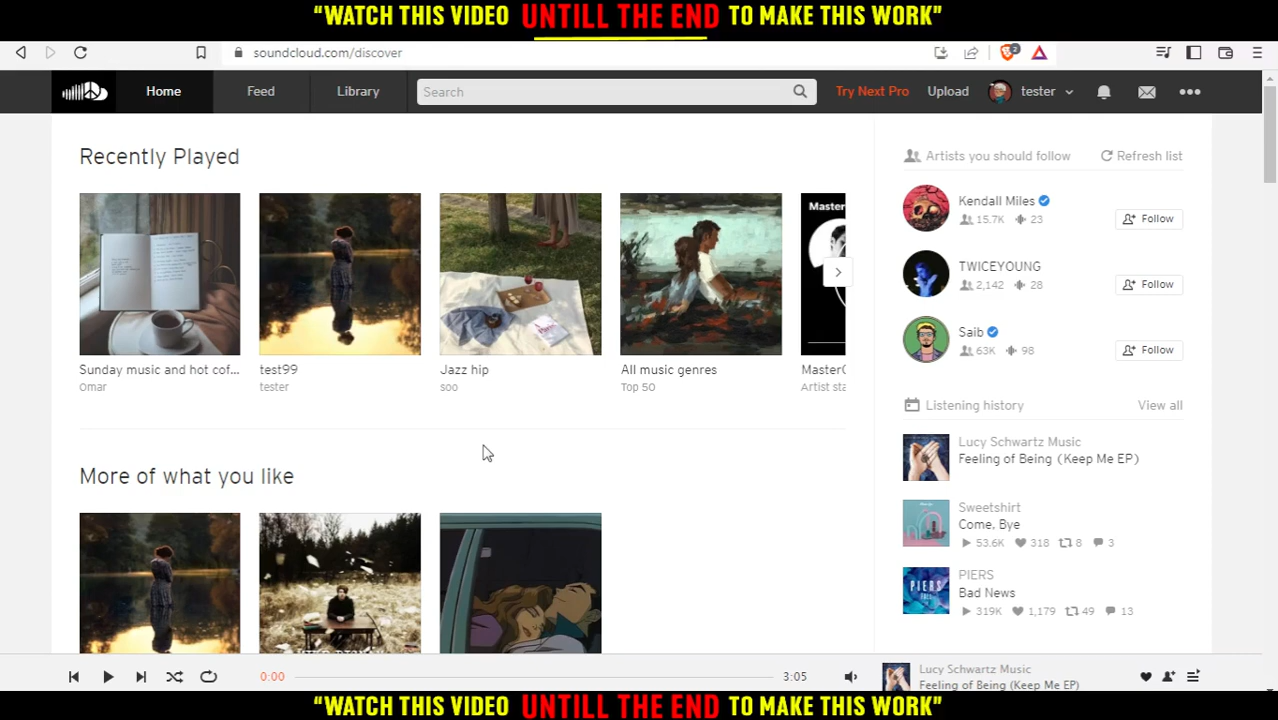 “WATCH THIS VIDEO UNTILL THE END TO MAKE THIS WORK”
soundcloud.com/discover
2
Home
Feed
Library
Search
Try Next Pro
Upload
tester
Recently Played
Sunday music and hot cof...
Omar
test99
tester
Jazz hip
soo
All music genres
Top 50
Master
Artist sta
More of what you like
Artists you should follow
Refresh list
Kendall Miles
15.7K 23
Follow
TWICEYOUNG
2,142 28
Follow
Saib
63K 98
Follow
Listening history
View all
Lucy Schwartz Music
Feeling of Being (Keep Me EP)
Sweetshirt
Come, Bye
53.6K 318 8 3
PIERS
PIERS
Bad News
319K 1,179 49 13
0:00
3:05
Lucy Schwartz Music
Feeling of Being (Keep Me EP)
“WATCH THIS VIDEO UNTILL THE END TO MAKE THIS WORK”